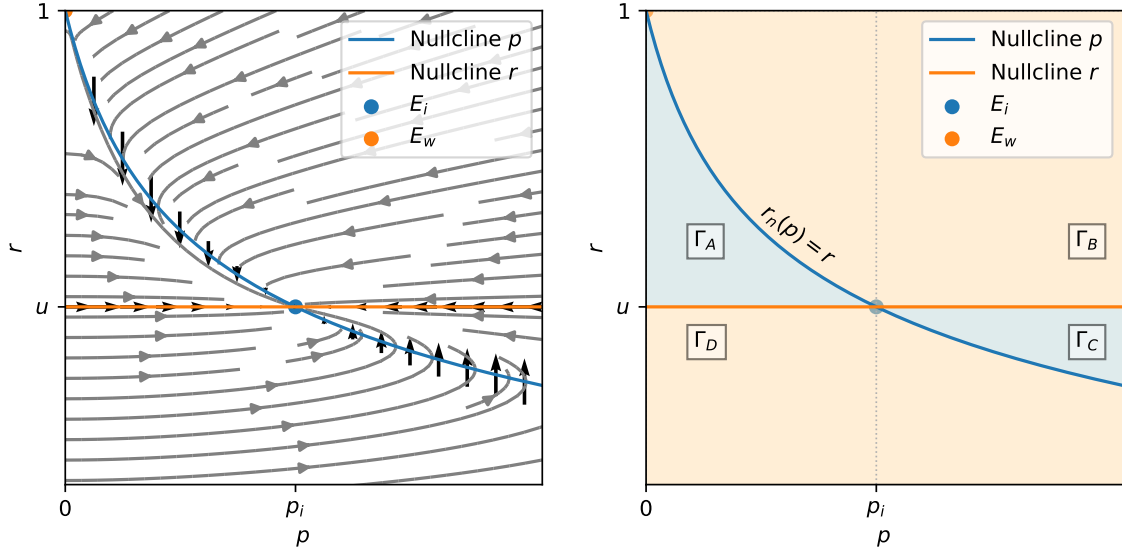 1
r
u
0
p_i
p
Nullcline p
Nullcline r
E_i
E_w
1
r
u
0
p_i
p
Nullcline p
Nullcline r
E_i
E_w
r_n(p) = r
Γ_A
Γ_B
Γ_D
Γ_C